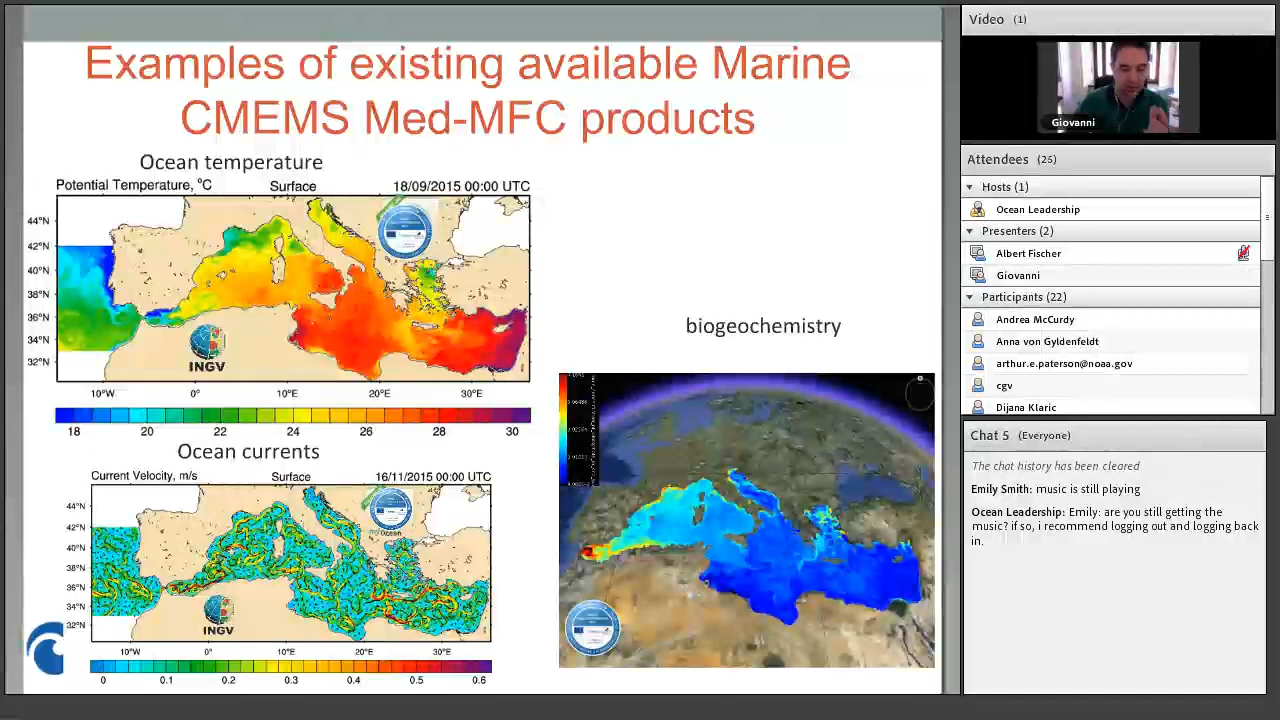 Examples of existing available Marine
CMEMS Med-MFC products
Ocean temperature
Potential Temperature, °C Surface 18/09/2015 00:00 UTC
44°N
42°N
40°N
38°N
36°N
34°N
32°N
INGV
10°W 0° 10°E 20°E 30°E
18 20 22 24 26 28 30
Ocean currents
Current Velocity, m/s Surface 16/11/2015 00:00 UTC
44°N
42°N
40°N
38°N
36°N
34°N
32°N
INGV
10°W 0° 10°E 20°E 30°E
0 0.1 0.2 0.3 0.4 0.5 0.6
biogeochemistry
Video (1)
Giovanni
Attendees (25)
Hosts (1)
Ocean Leadership
Presenters (2)
Albert Fischer
Giovanni
Participants (22)
Andrea McCurdy
Anna von Gyldenfeldt
arthur.e.paterson@noaa.gov
cgv
Dijana Klaric
Chat 5 (Everyone)
The chat history has been cleared
Emily Smith: music is still playing
Ocean Leadership: Emily: are you still getting the
music? if so, i recommend logging out and logging back
in.